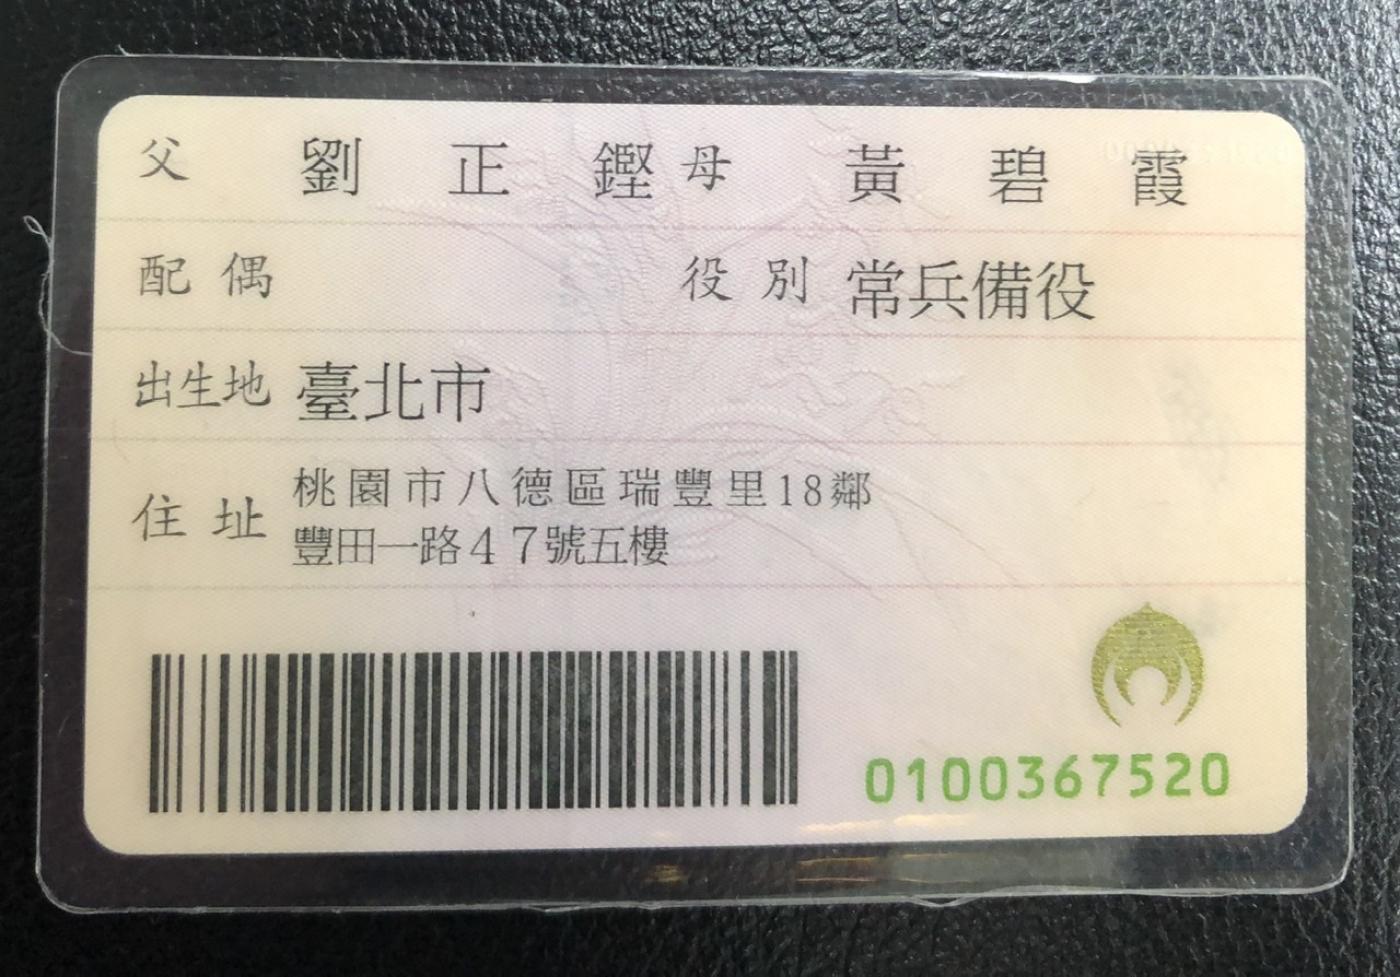 父 劉正鏗 母 黃碧霞
配偶 役別 常兵備役
出生地 臺北市
住址 桃園市八德區瑞豐里18鄰
豐田一路47號五樓
0100367520